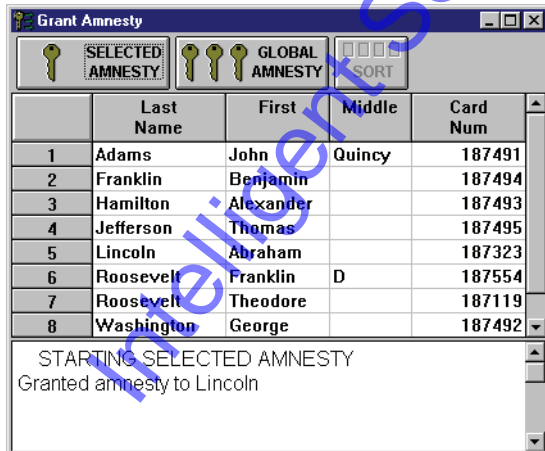 Grant Amnesty
SELECTED AMNESTY GLOBAL AMNESTY SORT
Last Name First Middle Card Num
1 Adams John Quincy 187491
2 Franklin Benjamin 187494
3 Hamilton Alexander 187493
4 Jefferson Thomas 187495
5 Lincoln Abraham 187323
6 Roosevelt Franklin D 187554
7 Roosevelt Theodore 187119
8 Washington George 187492
STARTING SELECTED AMNESTY
Granted amnesty to Lincoln
Intelligent